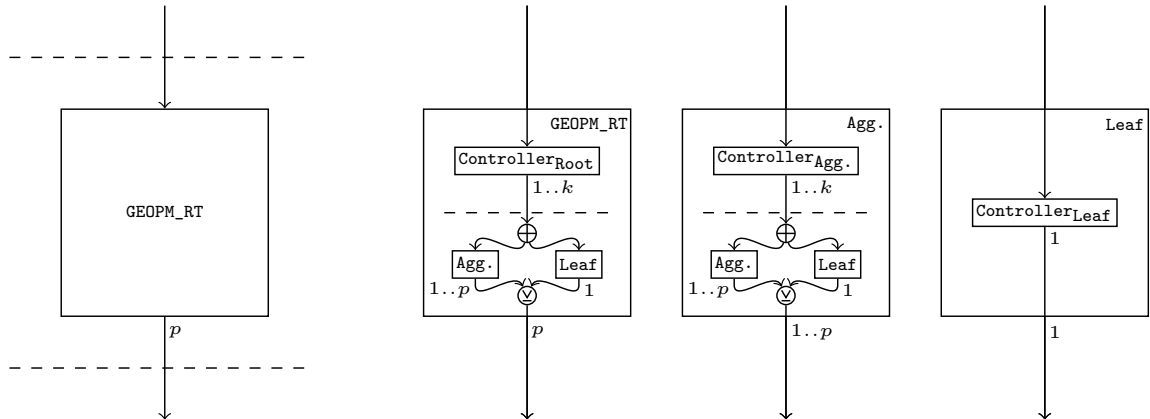 GEOPM_RT
p
GEOPM_RT
Controller_Root
1..k
Agg.
Leaf
1..p
1
p
Agg.
Controller_Agg.
1..k
Agg.
Leaf
1..p
1
1..p
Leaf
Controller_Leaf
1
1